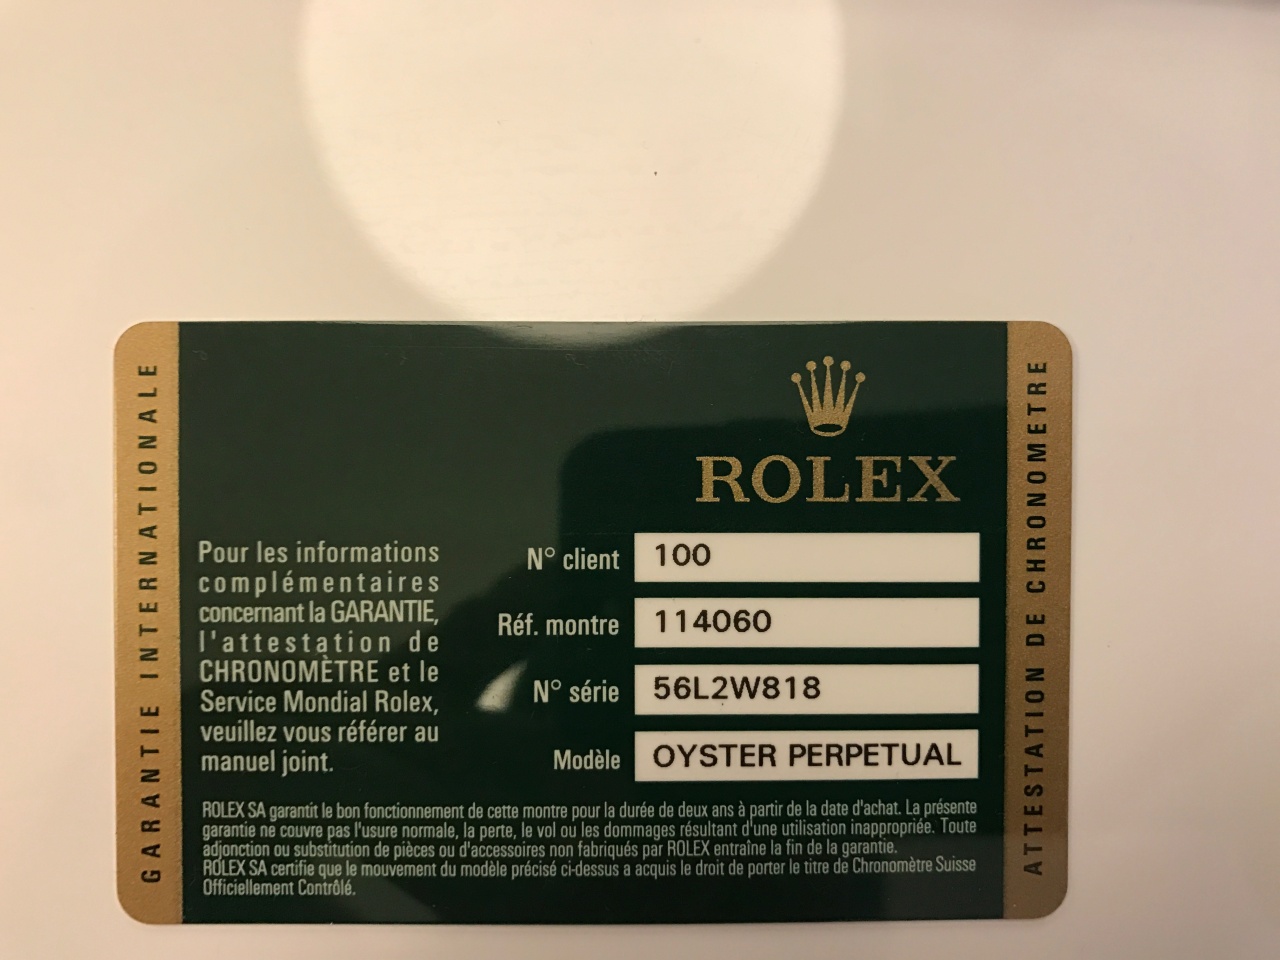 GARANTIE INTERNATIONALE
ROLEX
N° client 100
Réf. montre 114060
N° série 56L2W818
Modèle OYSTER PERPETUAL
Pour les informations
complémentaires
concernant la GARANTIE,
l'attestation de
CHRONOMÈTRE et le
Service Mondial Rolex,
veuillez vous référer au
manuel joint.
ROLEX SA garantit le bon fonctionnement de cette montre pour la durée de deux ans à partir de la date d'achat. La présente
garantie ne couvre pas l'usure normale, la perte, le vol ou les dommages résultant d'une utilisation inappropriée. Toute
adjonction ou substitution de pièces ou d'accessoires non fabriqués par ROLEX entraîne la fin de la garantie.
ROLEX SA certifie que le mouvement du modèle précisé ci-dessus a acquis le droit de porter le titre de Chronomètre Suisse
Officiellement Contrôlé.
ATTESTATION DE CHRONOMETRE